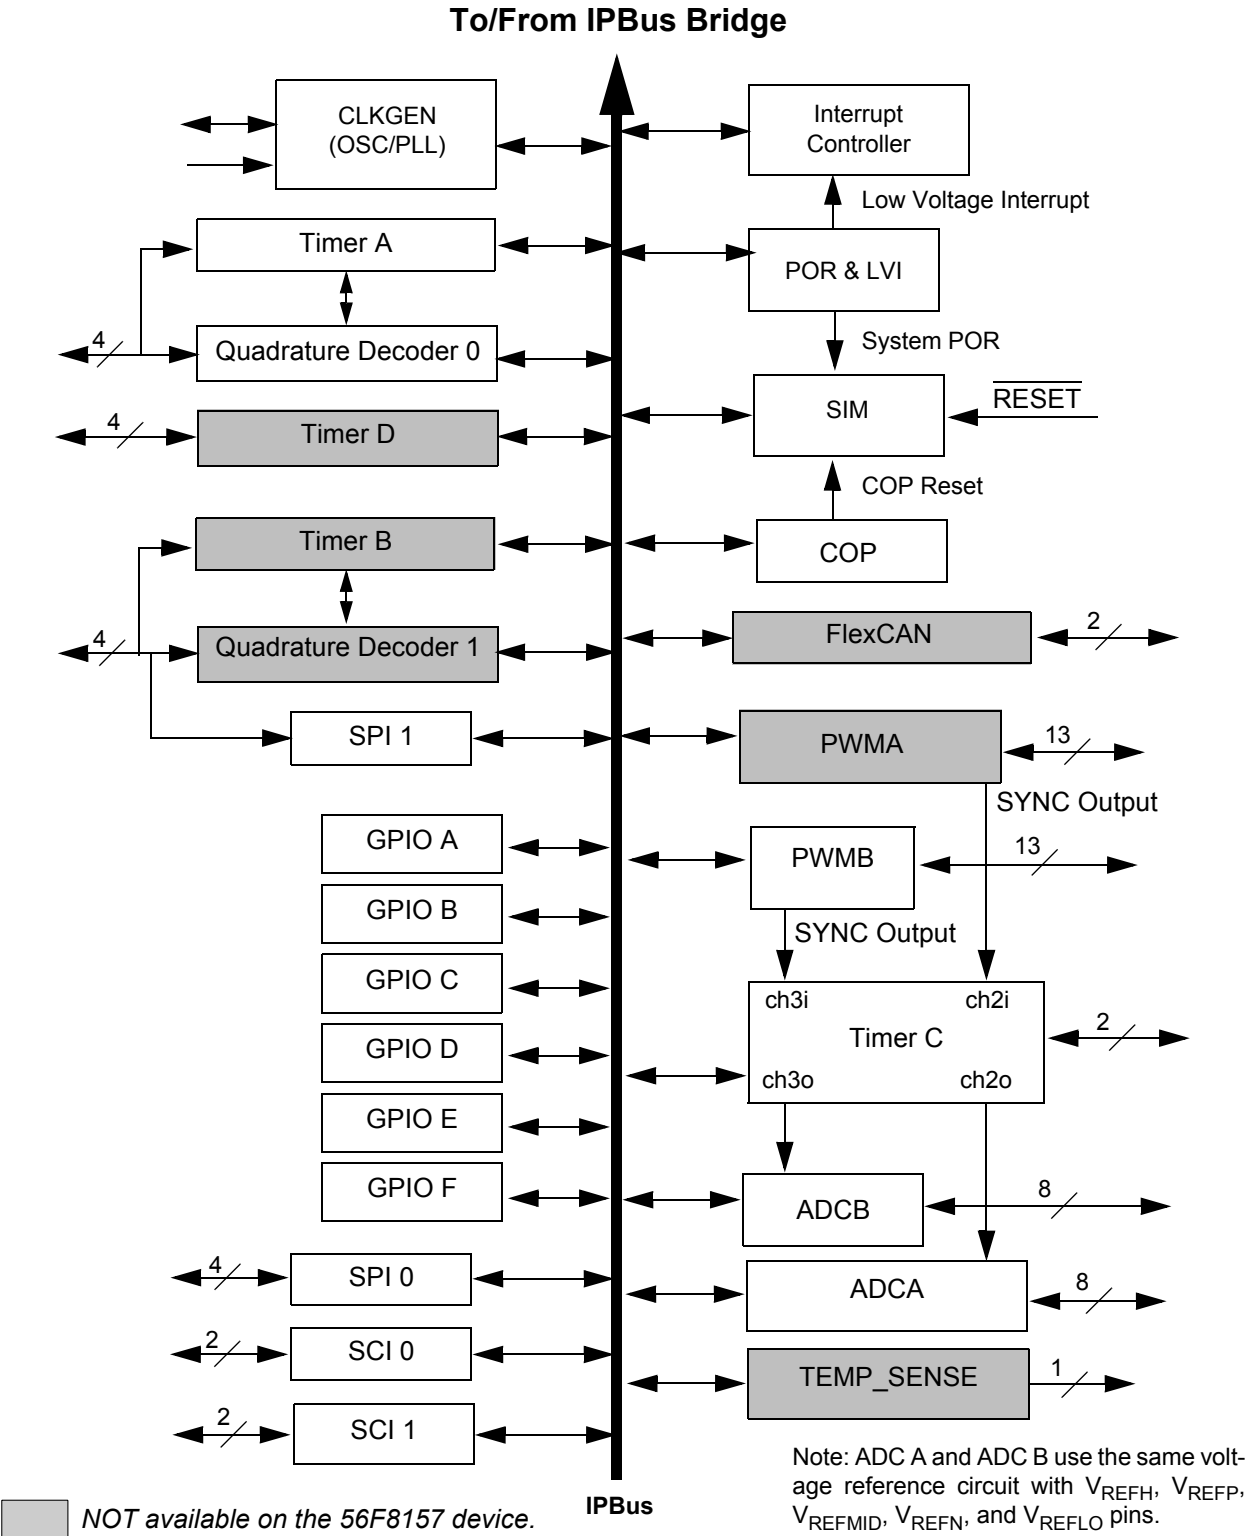 To/From IPBus Bridge
CLKGEN
(OSC/PLL)
Interrupt
Controller
Low Voltage Interrupt
Timer A
POR & LVI
4
Quadrature Decoder 0
System POR
SIM
RESET
4
Timer D
COP Reset
Timer B
COP
4
Quadrature Decoder 1
FlexCAN
2
SPI 1
PWMA
13
SYNC Output
GPIO A
PWMB
13
GPIO B
SYNC Output
GPIO C
ch3i
ch2i
Timer C
2
GPIO D
ch3o
ch2o
GPIO E
GPIO F
ADCB
8
4
SPI 0
ADCA
8
2
SCI 0
TEMP_SENSE
1
2
SCI 1
Note: ADC A and ADC B use the same volt-
age reference circuit with VREFH, VREFP,
VREFMID, VREFN, and VREFLO pins.
IPBus
NOT available on the 56F8157 device.